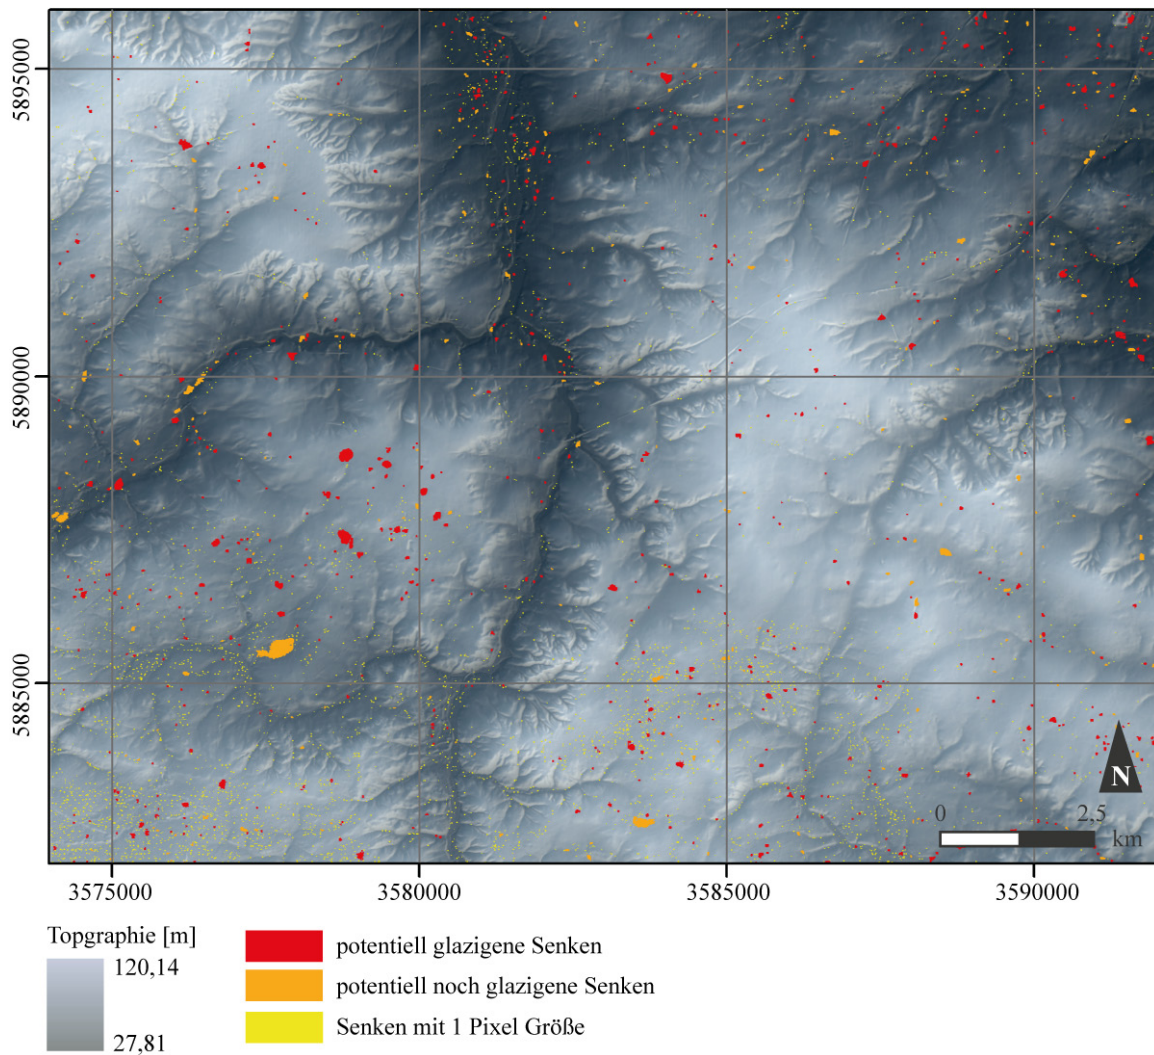 5895000
5890000
5885000
N
0 2,5
km
3575000 3580000 3585000 3590000
Topgraphie [m]
120,14
27,81
potentiell glazigene Senken
potentiell noch glazigene Senken
Senken mit 1 Pixel Größe